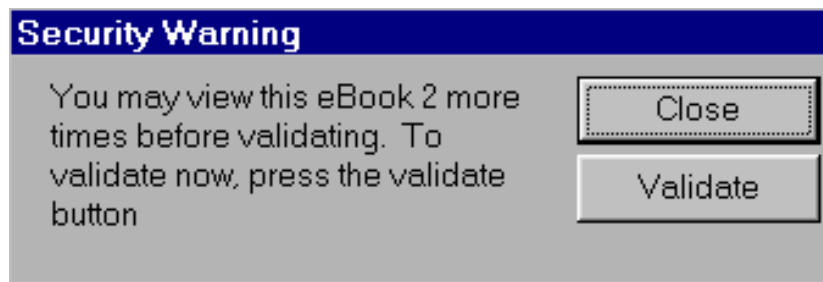 Security Warning
You may view this eBook 2 more
times before validating.  To
validate now, press the validate
button
Close
Validate